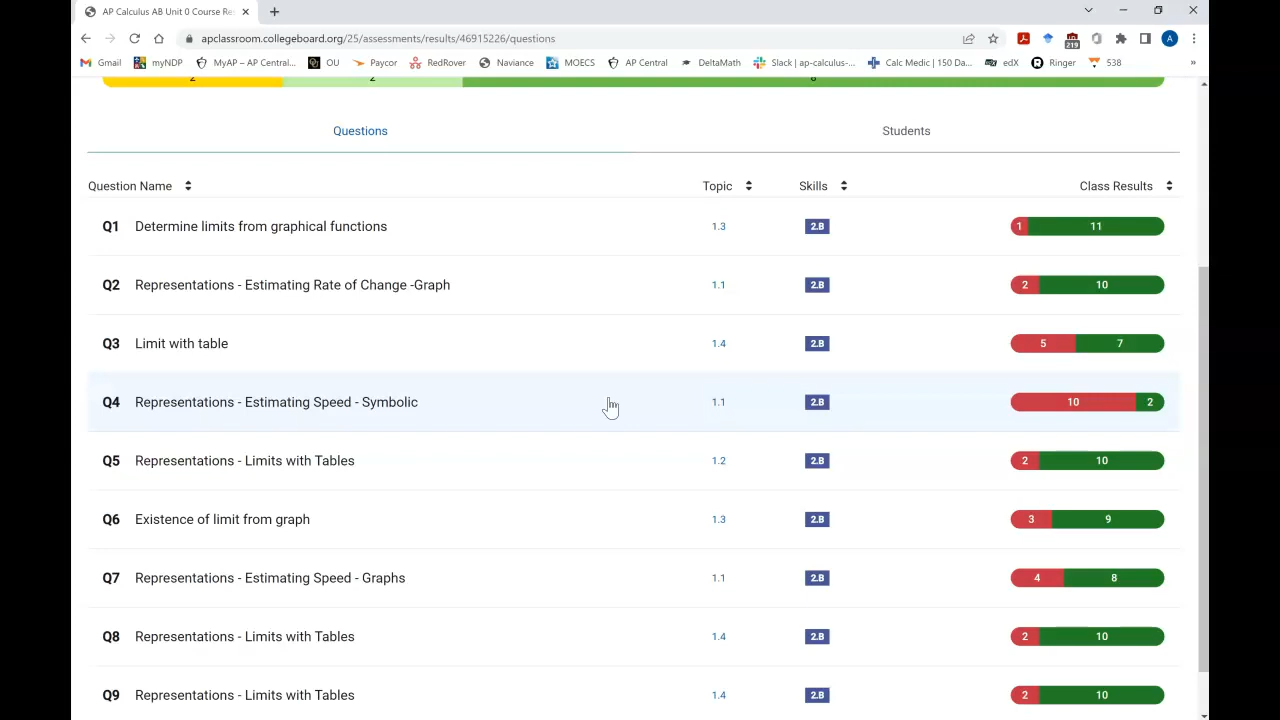 AP Calculus AB Unit 0 Course Re
apclassroom.collegeboard.org/25/assessments/results/46915226/questions
219
A
Gmail myNDP MyAP – AP Central... OU Paycor RedRover Naviance MOECS AP Central DeltaMath Slack | ap-calculus-... Calc Medic | 150 Da... edX Ringer 538 »
2 2 8
Questions Students
Question Name Topic Skills Class Results
Q1 Determine limits from graphical functions 1.3 2.B 1 11
Q2 Representations - Estimating Rate of Change -Graph 1.1 2.B 2 10
Q3 Limit with table 1.4 2.B 5 7
Q4 Representations - Estimating Speed - Symbolic 1.1 2.B 10 2
Q5 Representations - Limits with Tables 1.2 2.B 2 10
Q6 Existence of limit from graph 1.3 2.B 3 9
Q7 Representations - Estimating Speed - Graphs 1.1 2.B 4 8
Q8 Representations - Limits with Tables 1.4 2.B 2 10
Q9 Representations - Limits with Tables 1.4 2.B 2 10